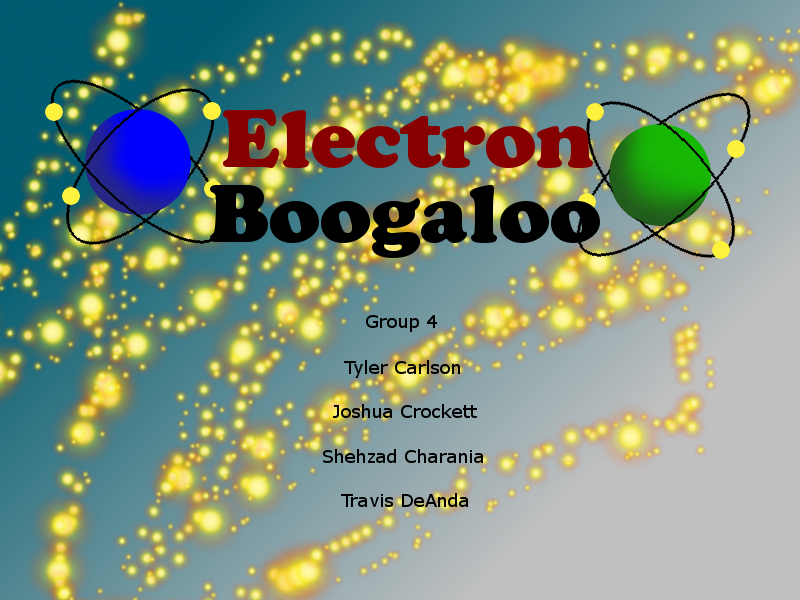 Electron
Boogaloo
Group 4
Tyler Carlson
Joshua Crockett
Shehzad Charania
Travis DeAnda